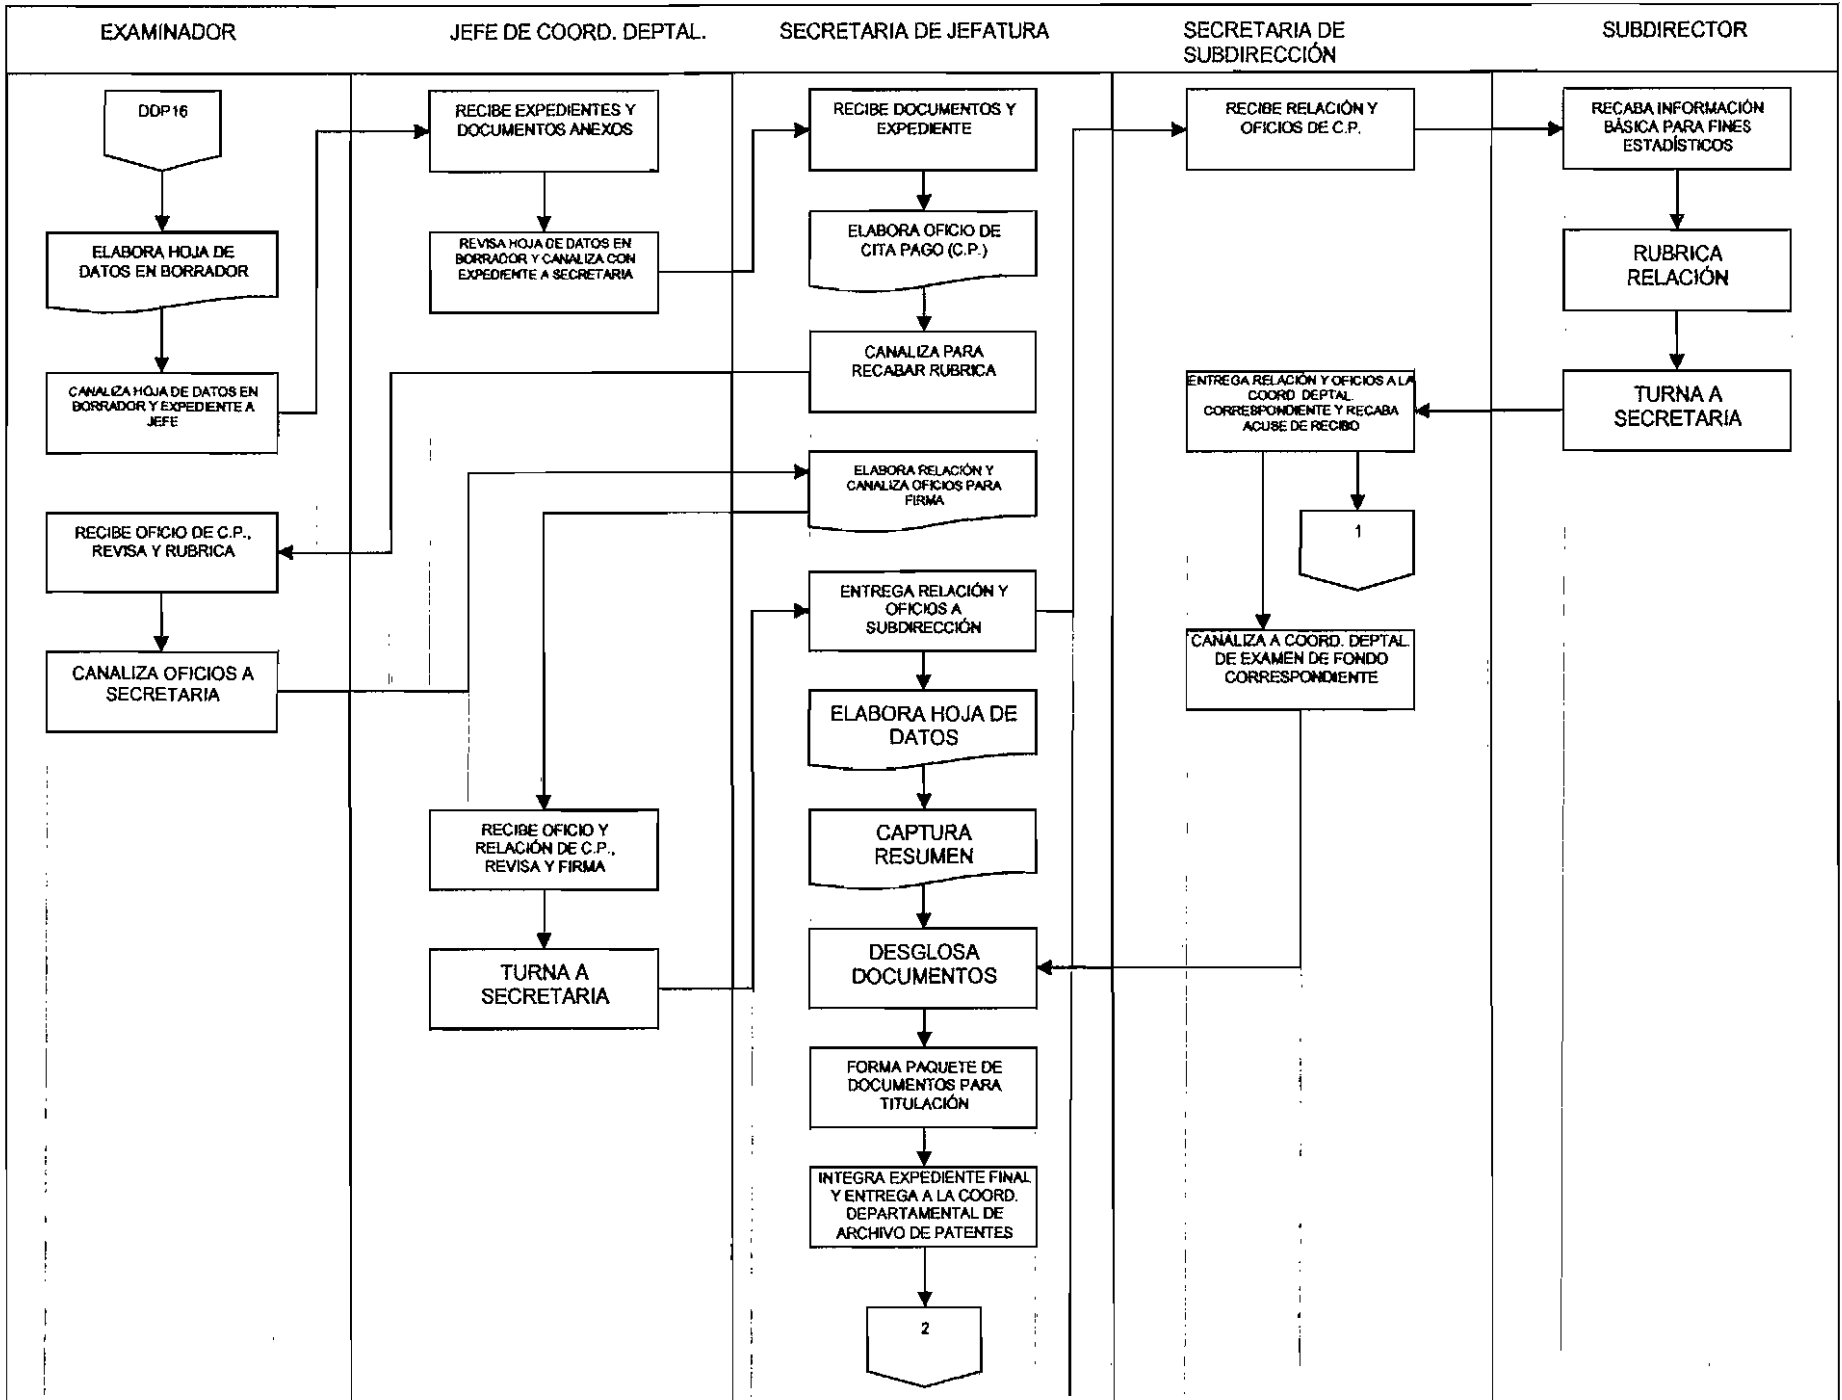 EXAMINADOR
JEFE DE COORD. DEPTAL.
SECRETARIA DE JEFATURA
SECRETARIA DE
SUBDIRECCIÓN
SUBDIRECTOR
DDP16
ELABORA HOJA DE
DATOS EN BORRADOR
CANALIZA HOJA DE DATOS EN
BORRADOR Y EXPEDIENTE A
JEFE
RECIBE OFICIO DE C.P.,
REVISA Y RUBRICA
CANALIZA OFICIOS A
SECRETARIA
RECIBE EXPEDIENTES Y
DOCUMENTOS ANEXOS
REVISA HOJA DE DATOS EN
BORRADOR Y CANALIZA CON
EXPEDIENTE A SECRETARIA
RECIBE OFICIO Y
RELACIÓN DE C.P.,
REVISA Y FIRMA
TURNA A
SECRETARIA
RECIBE DOCUMENTOS Y
EXPEDIENTE
ELABORA OFICIO DE
CITA PAGO (C.P.)
CANALIZA PARA
RECABAR RUBRICA
ELABORA RELACIÓN Y
CANALIZA OFICIOS PARA
FIRMA
ENTREGA RELACIÓN Y
OFICIOS A
SUBDIRECCIÓN
ELABORA HOJA DE
DATOS
CAPTURA
RESUMEN
DESGLOSA
DOCUMENTOS
FORMA PAQUETE DE
DOCUMENTOS PARA
TITULACIÓN
INTEGRA EXPEDIENTE FINAL
Y ENTREGA A LA COORD.
DEPARTAMENTAL DE
ARCHIVO DE PATENTES
2
RECIBE RELACIÓN Y
OFICIOS DE C.P.
ENTREGA RELACIÓN Y OFICIOS A LA
COORD. DEPTAL.
CORRESPONDIENTE Y RECABA
ACUSE DE RECIBO
1
CANALIZA A COORD. DEPTAL.
DE EXAMEN DE FONDO
CORRESPONDIENTE
RECABA INFORMACIÓN
BÁSICA PARA FINES
ESTADÍSTICOS
RUBRICA
RELACIÓN
TURNA A
SECRETARIA